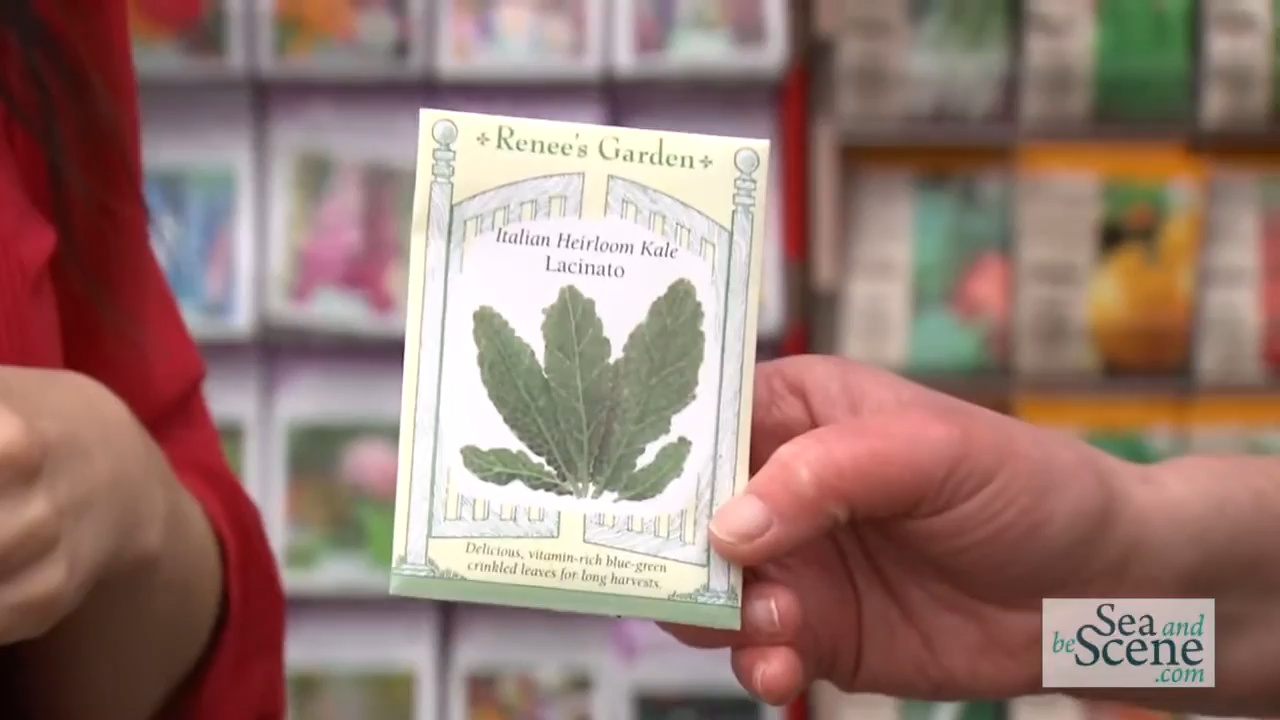 Renee's Garden
Italian Heirloom Kale
Lacinato
Delicious, vitamin-rich blue-green
crinkled leaves for long harvests.
Sea and
be Scene
.com